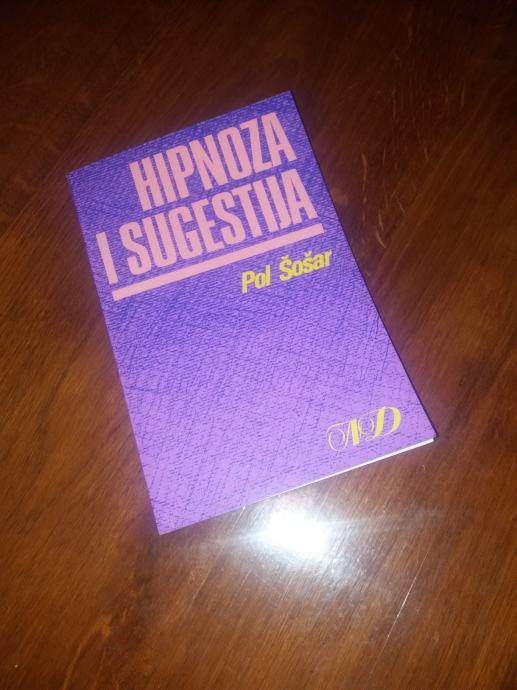 HIPNOZA
I SUGESTIJA
Pol Šošar
ND